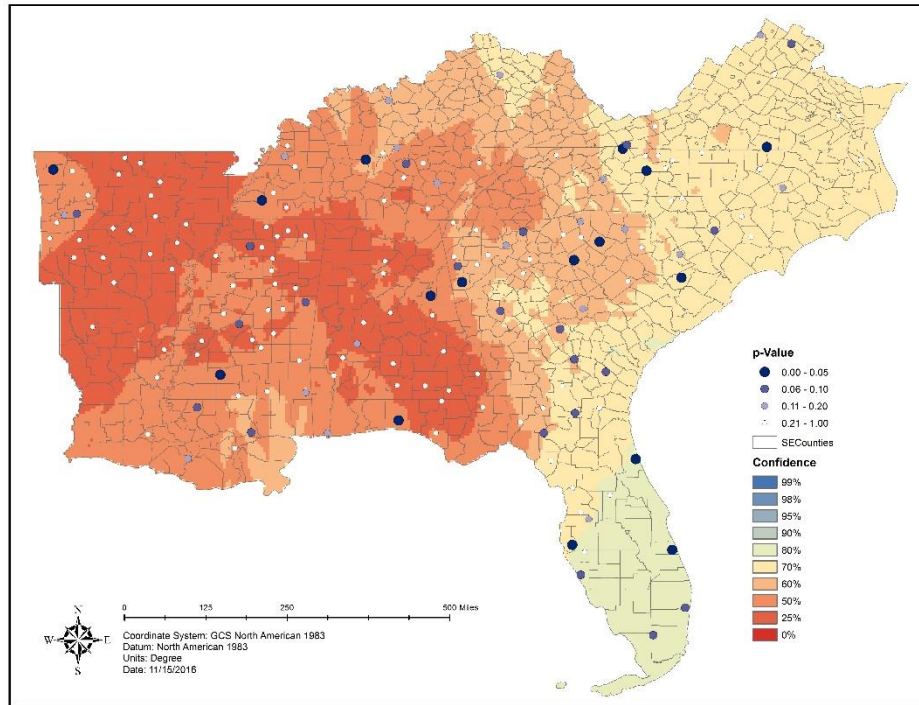 p-Value
0.00 - 0.05
0.06 - 0.10
0.11 - 0.20
0.21 - 1.00
SECounties
Confidence
99%
98%
95%
90%
80%
70%
60%
50%
25%
0%
N
W E
S
0 125 250 500 Miles
Coordinate System: GCS North American 1983
Datum: North American 1983
Units: Degree
Date: 11/15/2016